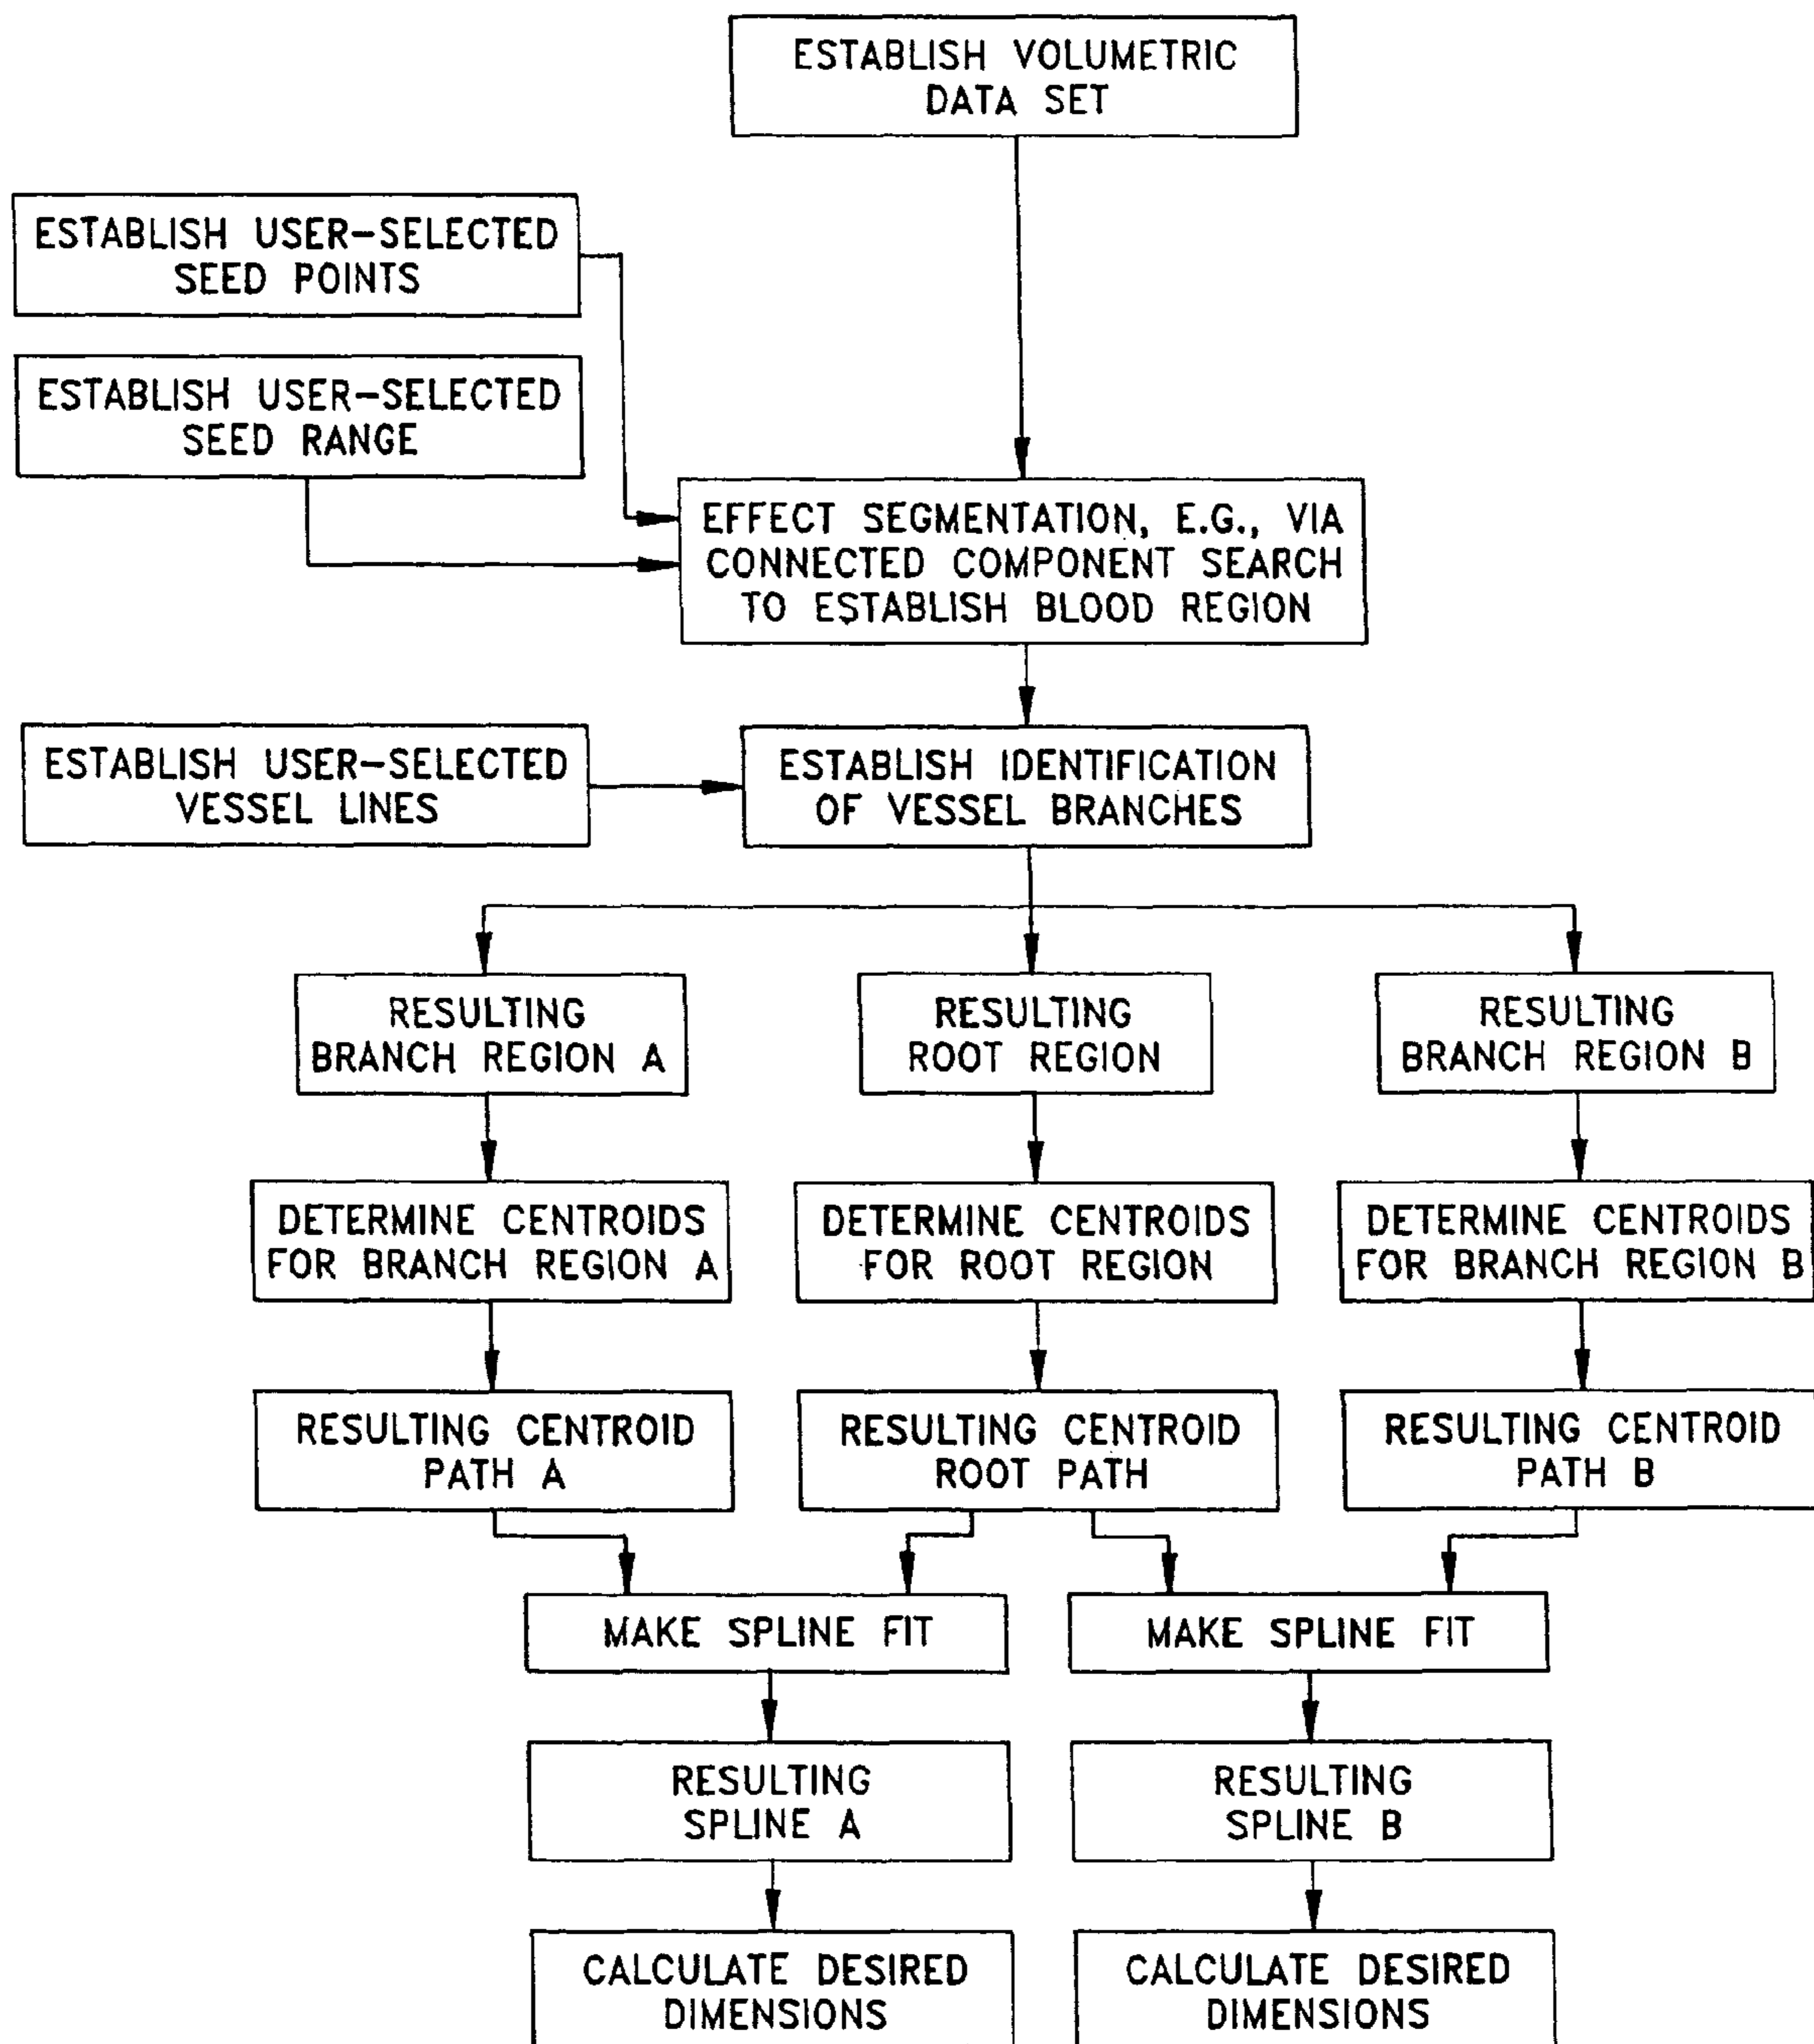 ESTABLISH VOLUMETRIC
DATA SET
ESTABLISH USER-SELECTED
SEED POINTS
ESTABLISH USER-SELECTED
SEED RANGE
EFFECT SEGMENTATION, E.G., VIA
CONNECTED COMPONENT SEARCH
TO ESTABLISH BLOOD REGION
ESTABLISH USER-SELECTED
VESSEL LINES
ESTABLISH IDENTIFICATION
OF VESSEL BRANCHES
RESULTING
BRANCH REGION A
RESULTING
ROOT REGION
RESULTING
BRANCH REGION B
DETERMINE CENTROIDS
FOR BRANCH REGION A
DETERMINE CENTROIDS
FOR ROOT REGION
DETERMINE CENTROIDS
FOR BRANCH REGION B
RESULTING CENTROID
PATH A
RESULTING CENTROID
ROOT PATH
RESULTING CENTROID
PATH B
MAKE SPLINE FIT
MAKE SPLINE FIT
RESULTING
SPLINE A
RESULTING
SPLINE B
CALCULATE DESIRED
DIMENSIONS
CALCULATE DESIRED
DIMENSIONS